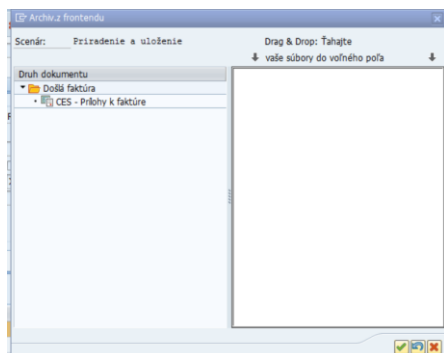 Archiv.z frontendu
Scenár: Priradenie a uloženie
Drag & Drop: Ťahajte
vaše súbory do voľného poľa
Druh dokumentu
Došlá faktúra
CES - Prílohy k faktúre